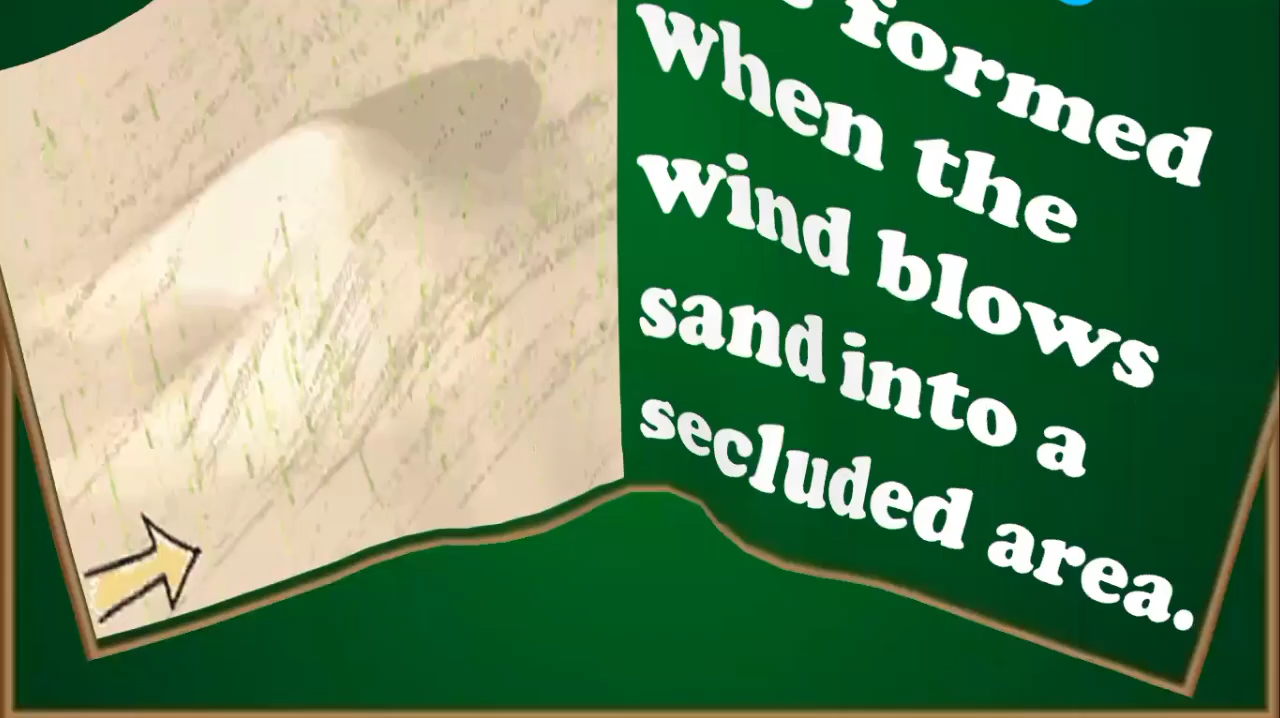 formed
when the
wind blows
sand into a
secluded area.